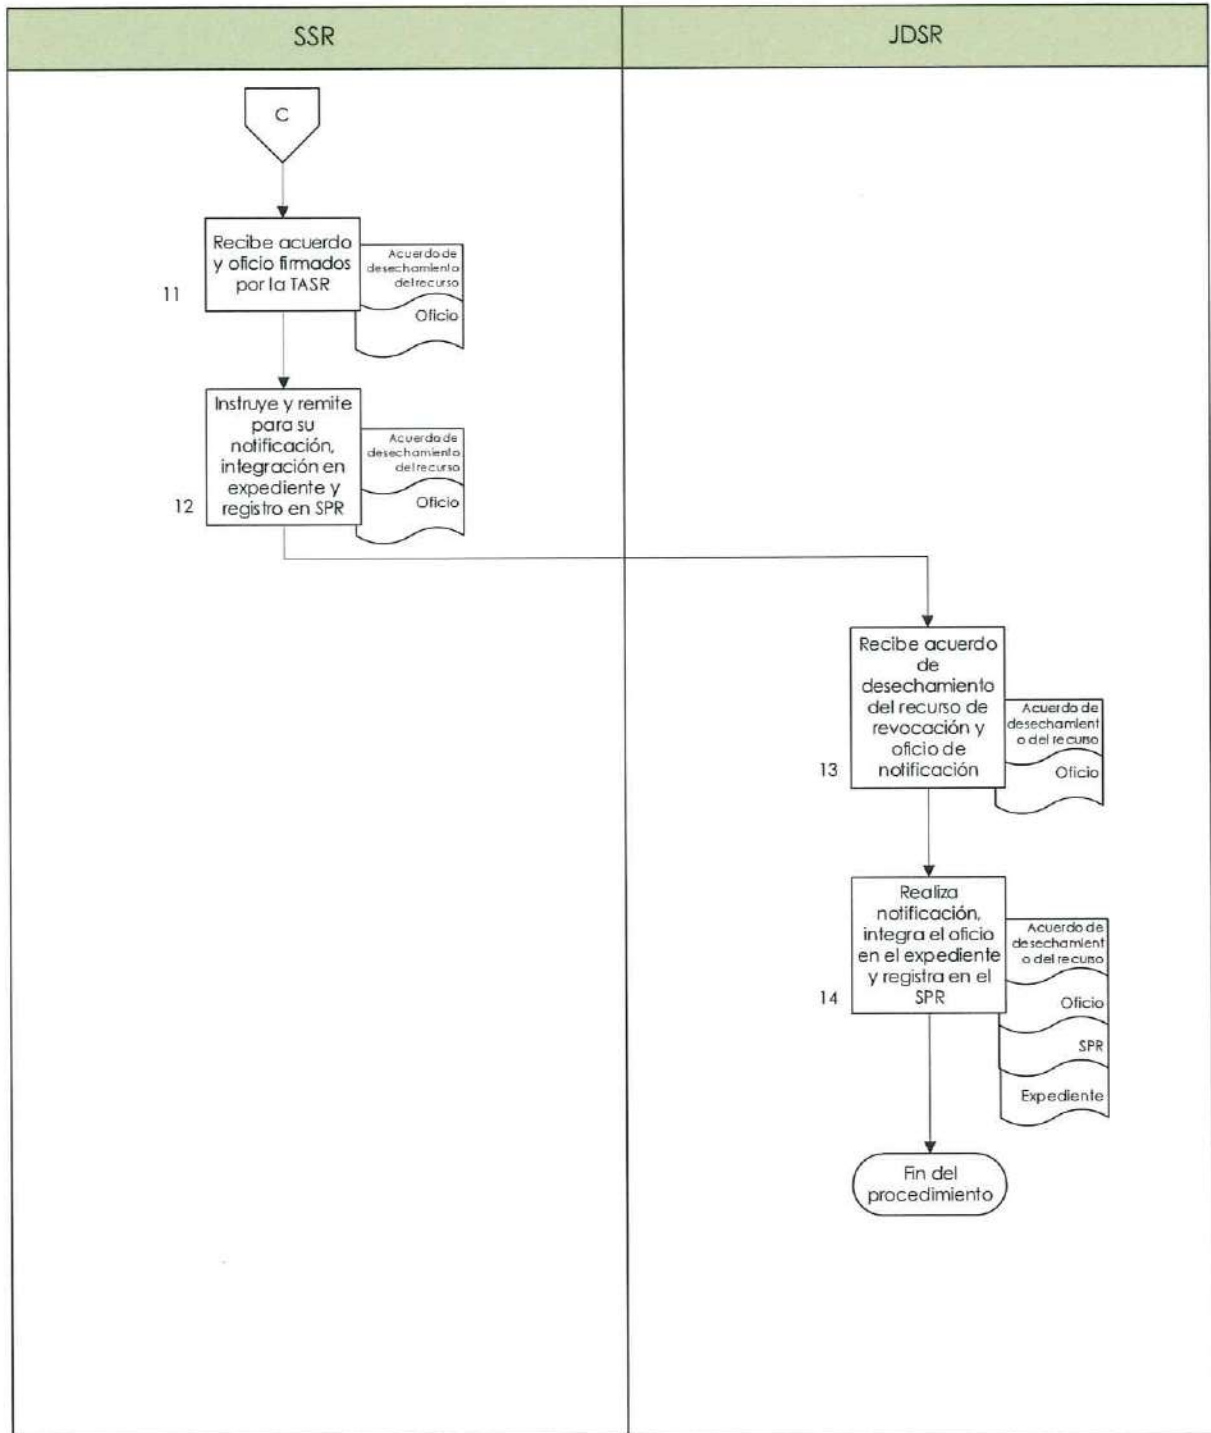 SSR
JDSR
C
Recibe acuerdo
y oficio firmados
por la TASR
11
Acuerdo de
desechamiento
del recurso
Oficio
Instruye y remite
para su
notificación,
integración en
expediente y
registro en SPR
12
Acuerdo de
desechamiento
del recurso
Oficio
Recibe acuerdo
de
desechamiento
del recurso de
revocación y
oficio de
notificación
13
Acuerdo de
desechamient
o del recurso
Oficio
Realiza
notificación,
integra el oficio
en el expediente
y registra en el
SPR
14
Acuerdo de
desechamient
o del recurso
Oficio
SPR
Expediente
Fin del
procedimiento